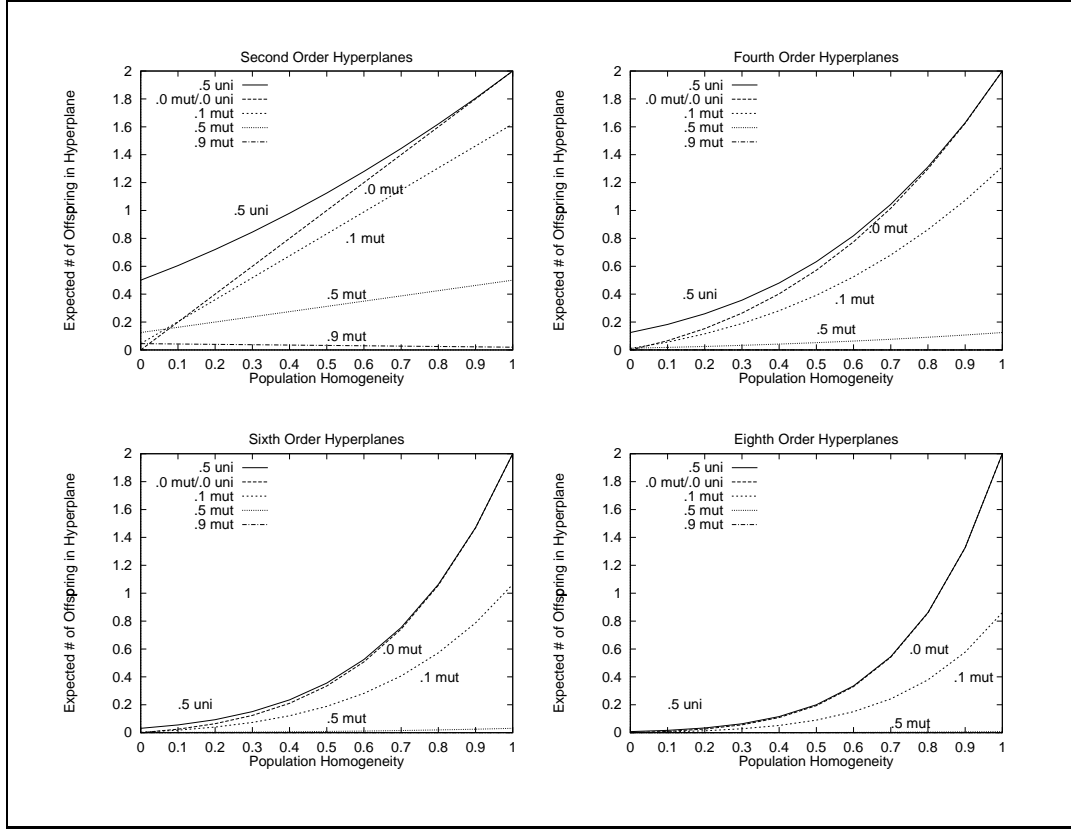 Second Order Hyperplanes
Expected # of Offspring in Hyperplane
2
1.8
1.6
1.4
1.2
1
0.8
0.6
0.4
0.2
0
.5 uni
.0 mut/.0 uni
.1 mut
.5 mut
.9 mut
.0 mut
.5 uni
.1 mut
.5 mut
.9 mut
0 0.1 0.2 0.3 0.4 0.5 0.6 0.7 0.8 0.9 1
Population Homogeneity
Fourth Order Hyperplanes
Expected # of Offspring in Hyperplane
2
1.8
1.6
1.4
1.2
1
0.8
0.6
0.4
0.2
0
.5 uni
.0 mut/.0 uni
.1 mut
.5 mut
.9 mut
.0 mut
.5 uni
.1 mut
.5 mut
0 0.1 0.2 0.3 0.4 0.5 0.6 0.7 0.8 0.9 1
Population Homogeneity
Sixth Order Hyperplanes
Expected # of Offspring in Hyperplane
2
1.8
1.6
1.4
1.2
1
0.8
0.6
0.4
0.2
0
.5 uni
.0 mut/.0 uni
.1 mut
.5 mut
.9 mut
.0 mut
.1 mut
.5 uni
.5 mut
0 0.1 0.2 0.3 0.4 0.5 0.6 0.7 0.8 0.9 1
Population Homogeneity
Eighth Order Hyperplanes
Expected # of Offspring in Hyperplane
2
1.8
1.6
1.4
1.2
1
0.8
0.6
0.4
0.2
0
.5 uni
.0 mut/.0 uni
.1 mut
.5 mut
.9 mut
.0 mut
.1 mut
.5 uni
.5 mut
0 0.1 0.2 0.3 0.4 0.5 0.6 0.7 0.8 0.9 1
Population Homogeneity